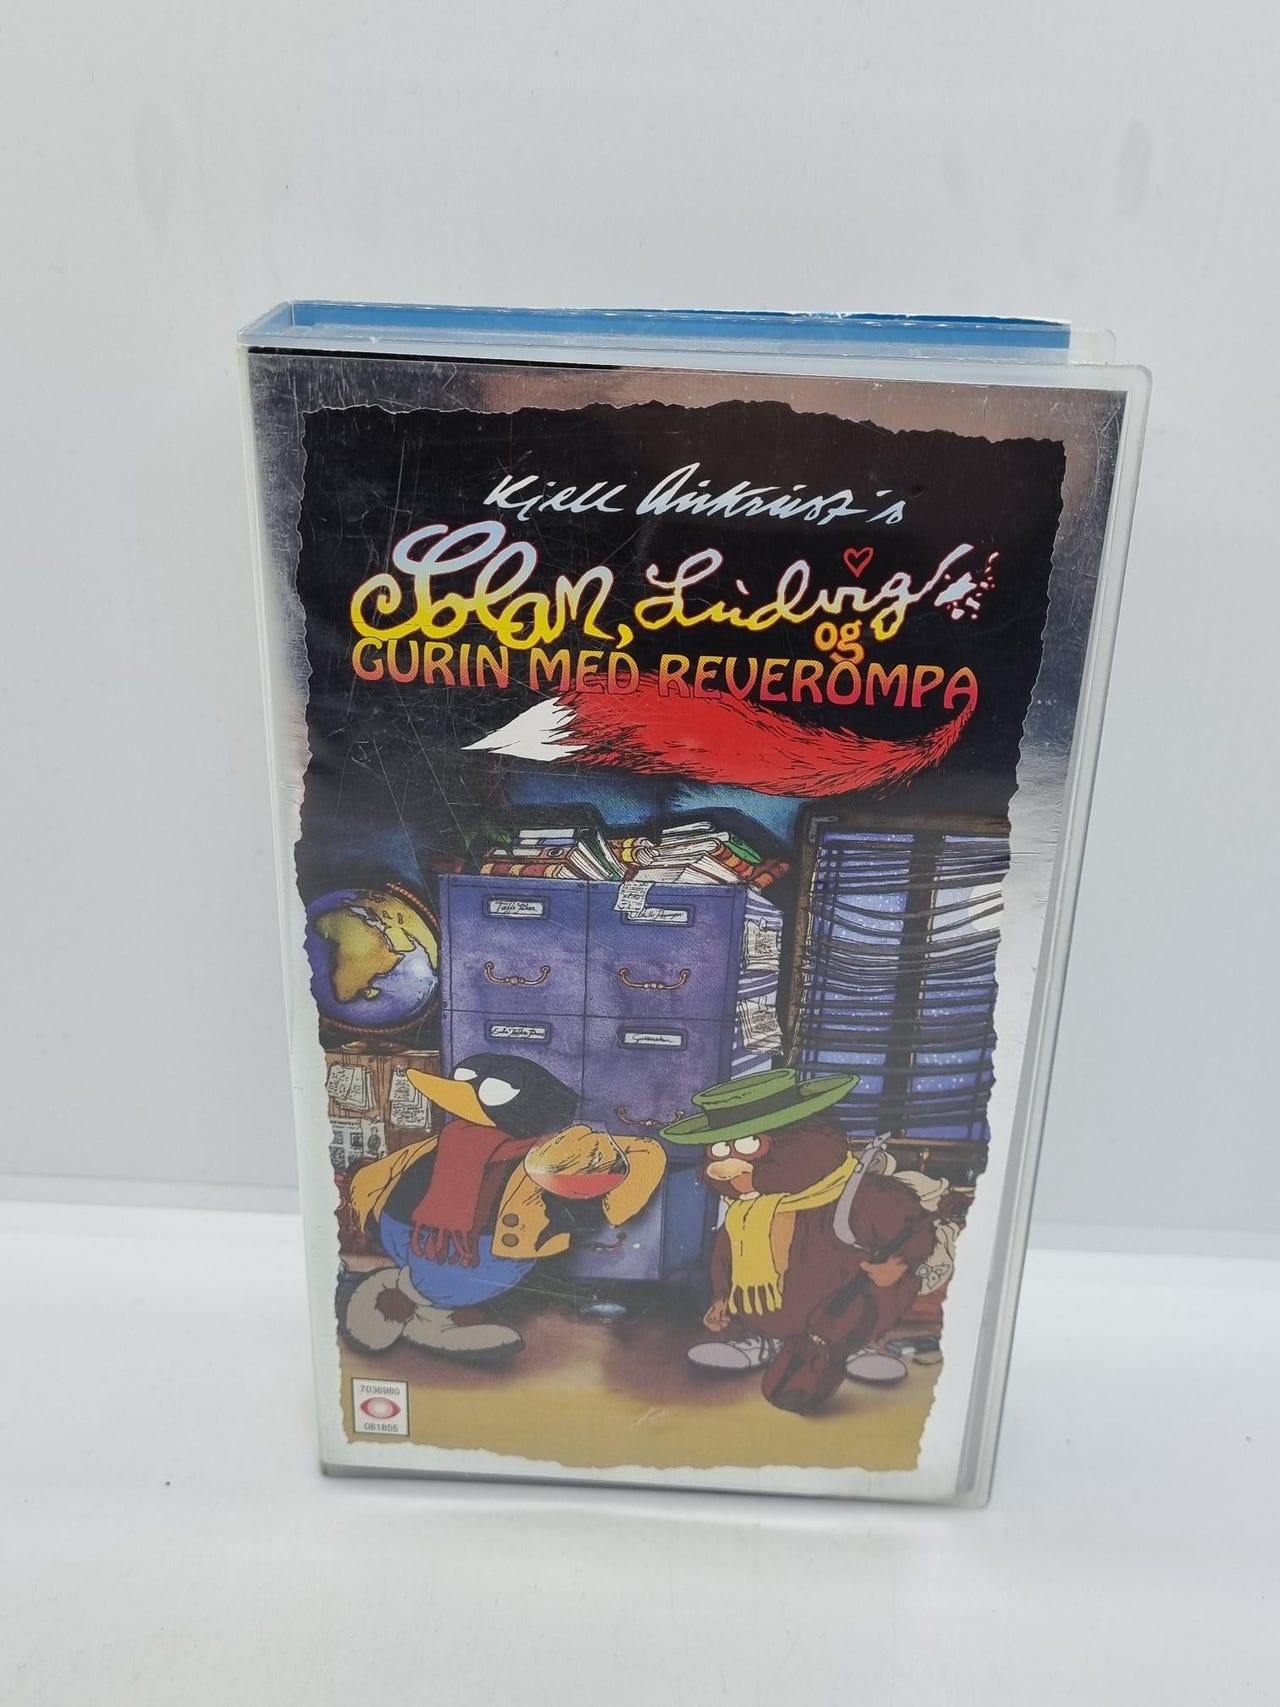 Kjell Aukrust's
Solan, Ludvig
og
GURIN MED REVEROMPA
7036980
081855